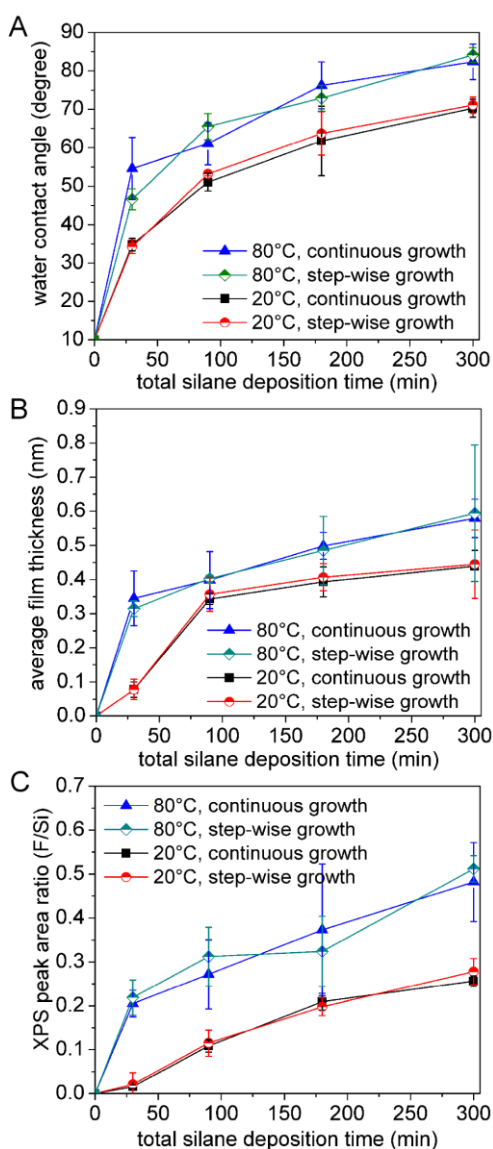 A
water contact angle (degree)
90
80
70
60
50
40
30
20
10
80°C, continuous growth
80°C, step-wise growth
20°C, continuous growth
20°C, step-wise growth
0 50 100 150 200 250 300
total silane deposition time (min)
B
average film thickness (nm)
0.9
0.8
0.7
0.6
0.5
0.4
0.3
0.2
0.1
0.0
80°C, continuous growth
80°C, step-wise growth
20°C, continuous growth
20°C, step-wise growth
0 50 100 150 200 250 300
total silane deposition time (min)
C
XPS peak area ratio (F/Si)
0.7
0.6
0.5
0.4
0.3
0.2
0.1
0.0
80°C, continuous growth
80°C, step-wise growth
20°C, continuous growth
20°C, step-wise growth
0 50 100 150 200 250 300
total silane deposition time (min)